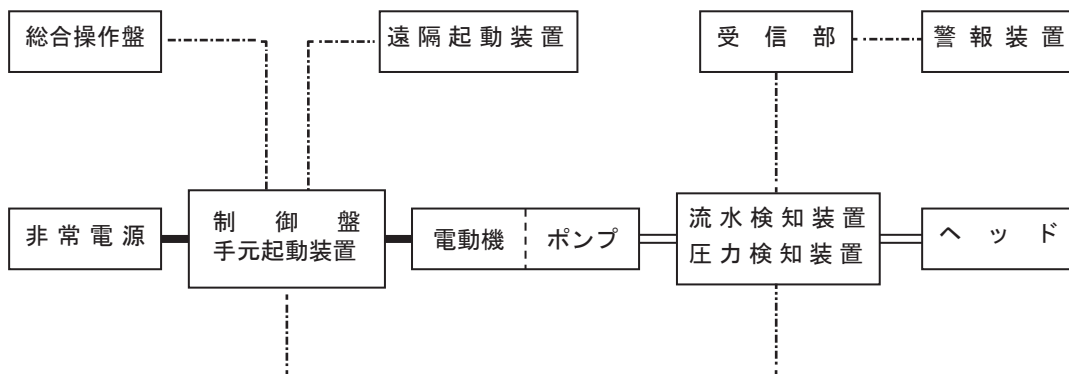 総合操作盤
遠隔起動装置
受信部
警報装置
非常電源
制御盤
手元起動装置
電動機
ポンプ
流水検知装置
圧力検知装置
ヘッド